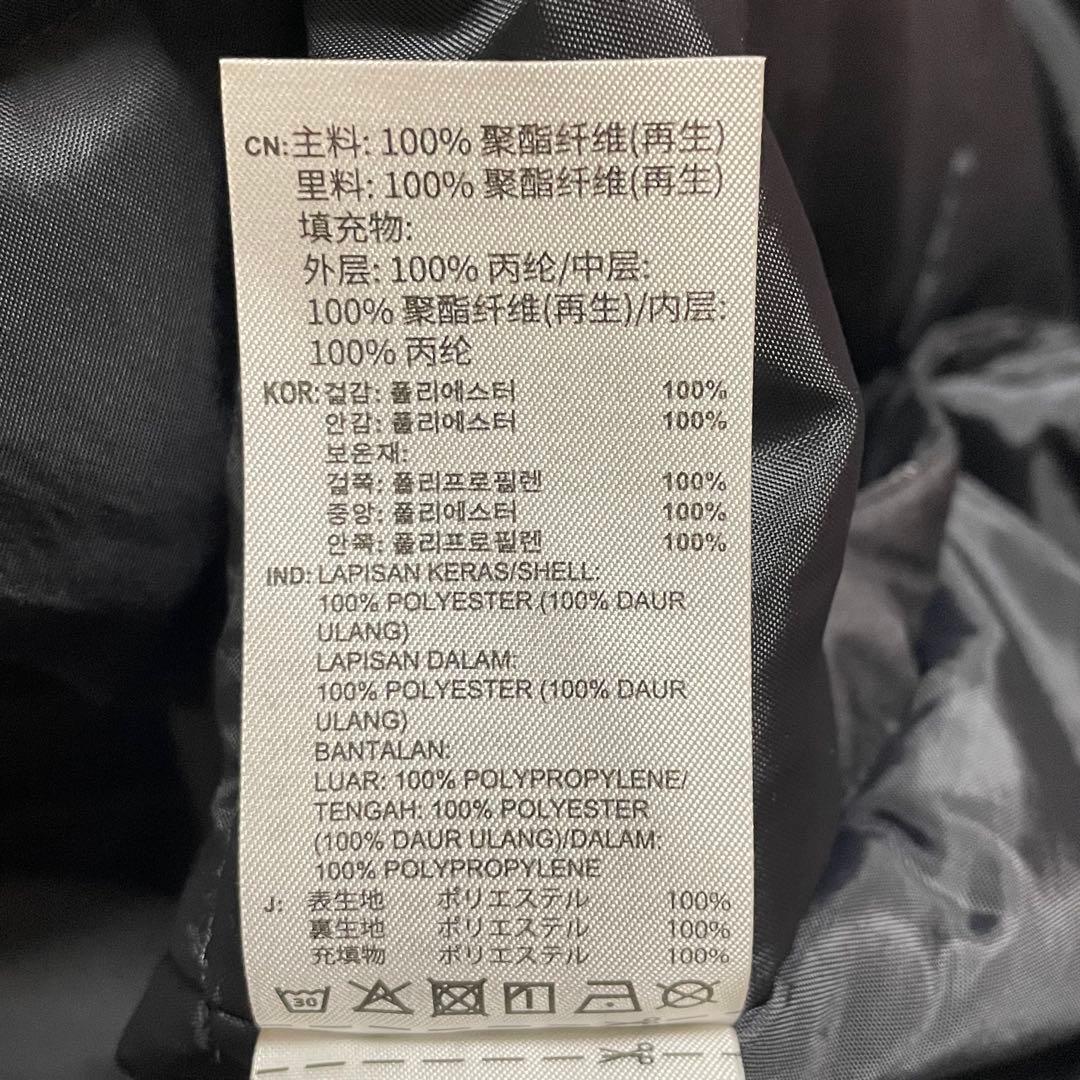 CN:主料: 100% 聚酯纤维(再生)
里料: 100% 聚酯纤维(再生)
填充物:
外层: 100% 丙纶/中层:
100% 聚酯纤维(再生)/内层:
100% 丙纶
KOR:겉감: 폴리에스터 100%
안감: 폴리에스터 100%
보온재:
겉쪽: 폴리프로필렌 100%
중앙: 폴리에스터 100%
안쪽: 폴리프로필렌 100%
IND: LAPISAN KERAS/SHELL:
100% POLYESTER (100% DAUR
ULANG)
LAPISAN DALAM:
100% POLYESTER (100% DAUR
ULANG)
BANTALAN:
LUAR: 100% POLYPROPYLENE/
TENGAH: 100% POLYESTER
(100% DAUR ULANG)/DALAM:
100% POLYPROPYLENE
J: 表生地 ポリエステル 100%
裏生地 ポリエステル 100%
充填物 ポリエステル 100%
30